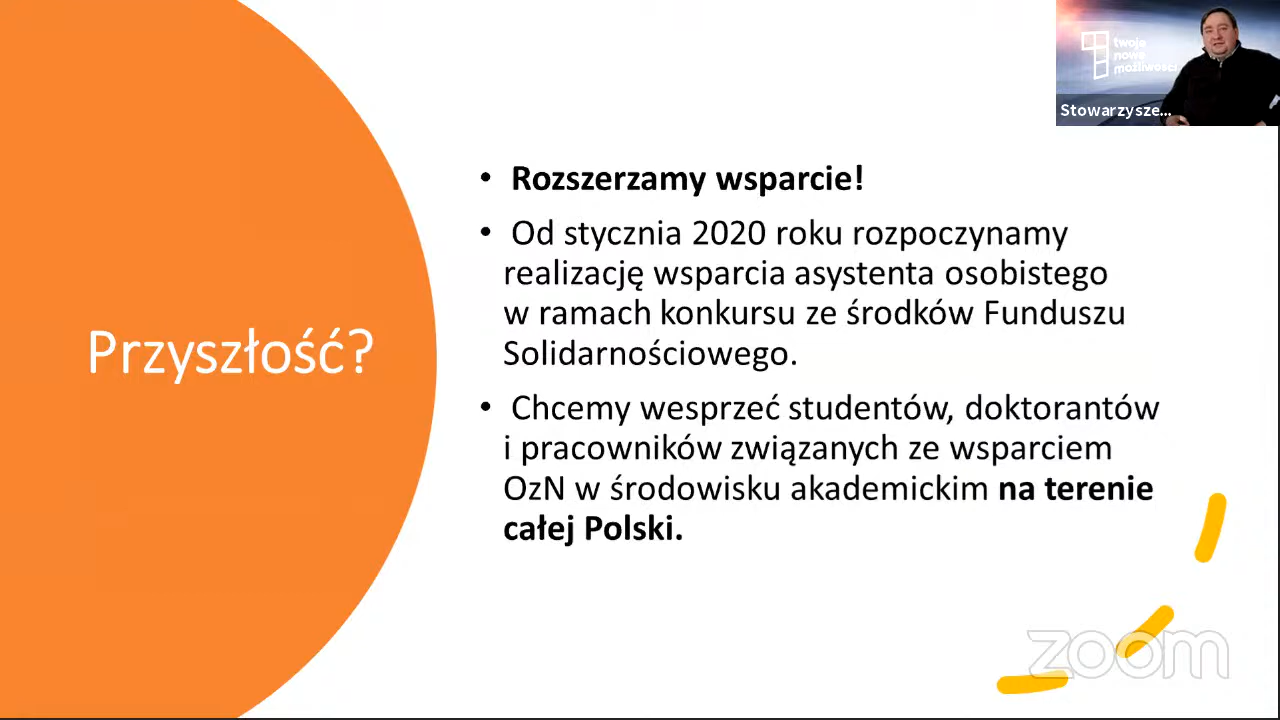 twoje
nowe
możliwości
Stowarzysze...
Przyszłość?
• Rozszerzamy wsparcie!
• Od stycznia 2020 roku rozpoczynamy
realizację wsparcia asystenta osobistego
w ramach konkursu ze środków Funduszu
Solidarnościowego.
• Chcemy wesprzeć studentów, doktorantów
i pracowników związanych ze wsparciem
OzN w środowisku akademickim na terenie
całej Polski.
zoom